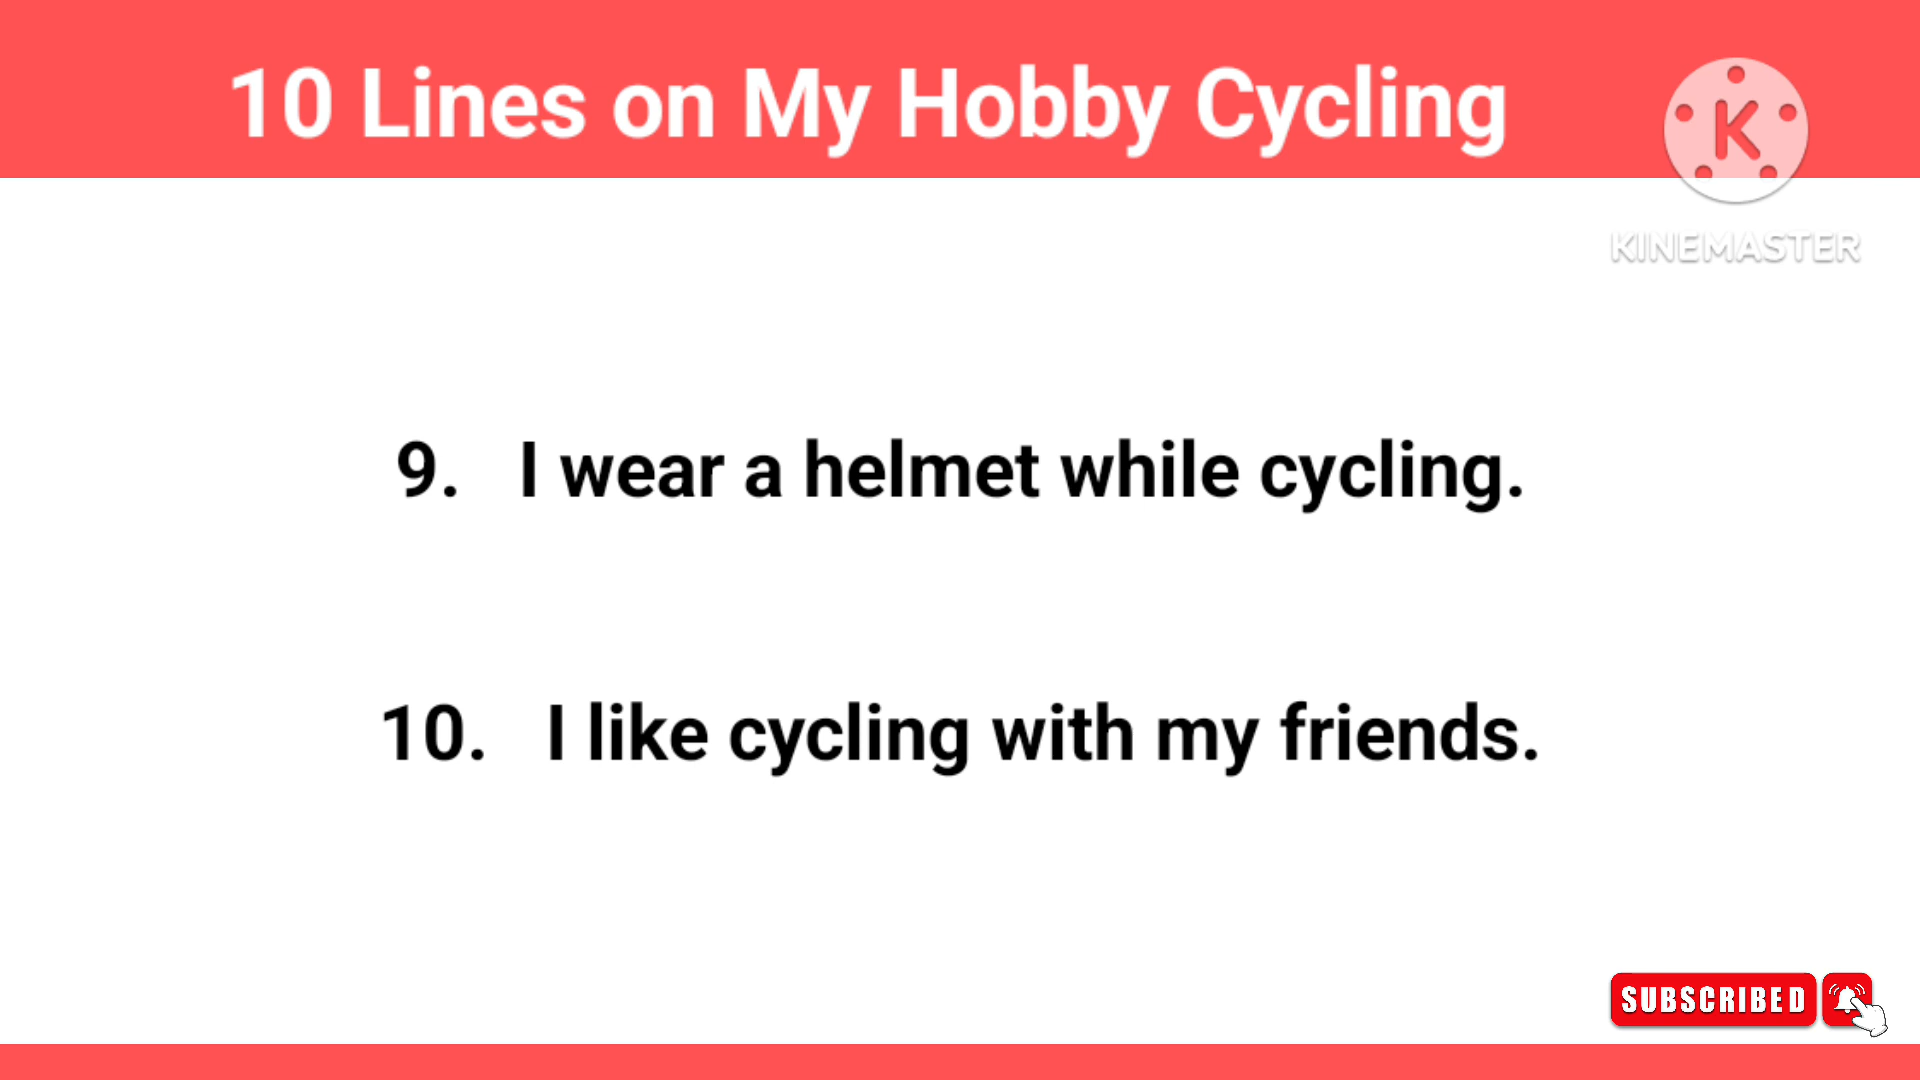 10 Lines on My Hobby Cycling
K
KINEMASTER
9. I wear a helmet while cycling.
10. I like cycling with my friends.
SUBSCRIBED